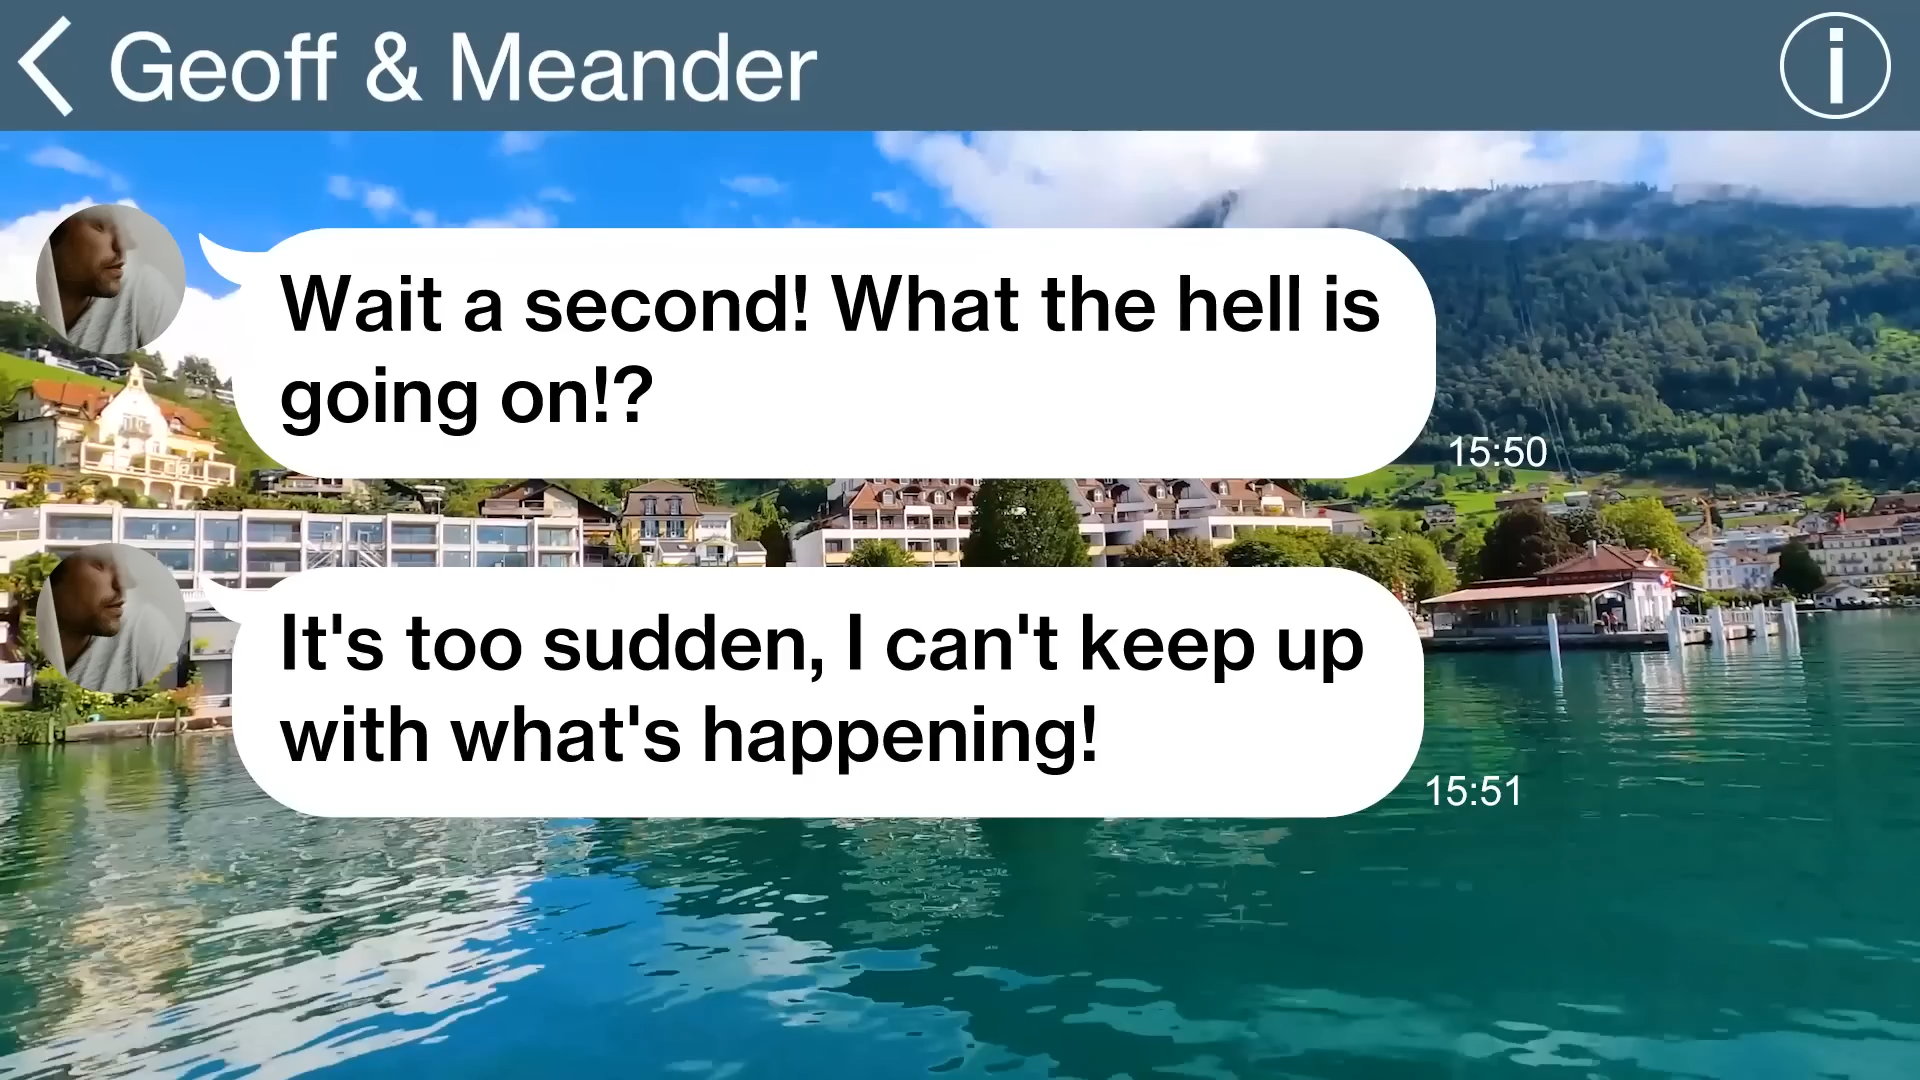 Geoff & Meander
Wait a second! What the hell is
going on!?
15:50
It's too sudden, I can't keep up
with what's happening!
15:51